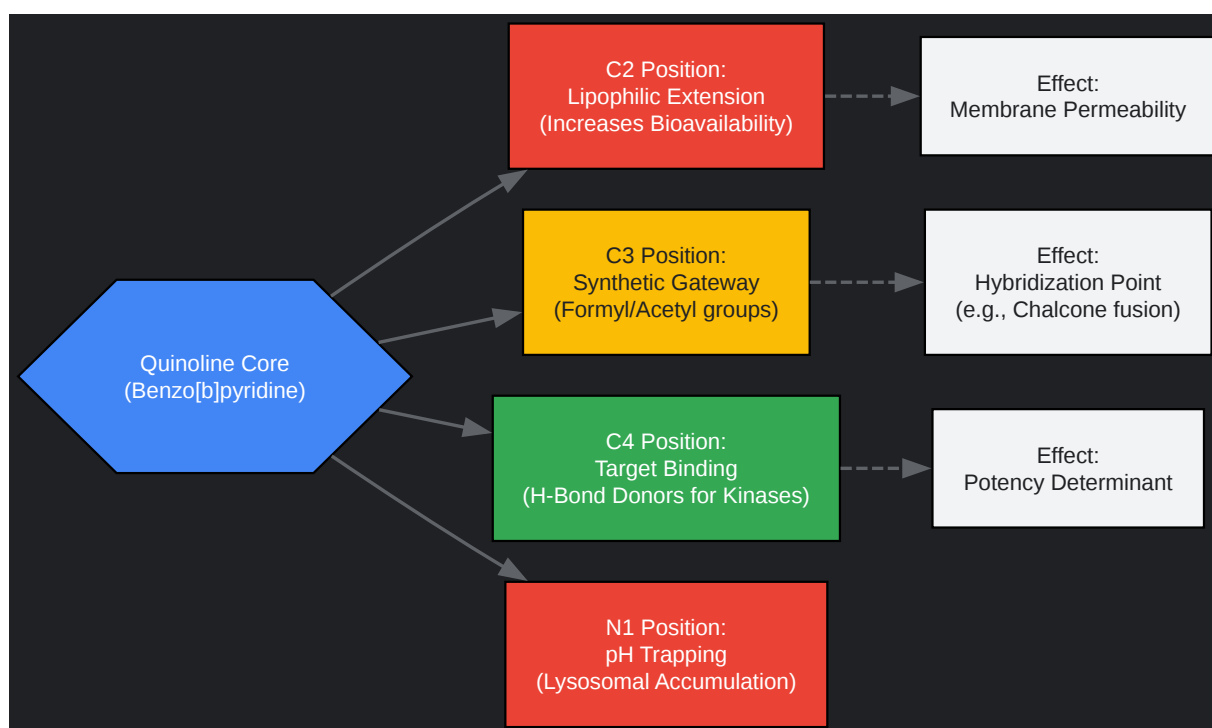 C2 Position:
Lipophilic Extension
(Increases Bioavailability)
Effect:
Membrane Permeability
C3 Position:
Synthetic Gateway
(Formyl/Acetyl groups)
Effect:
Hybridization Point
(e.g., Chalcone fusion)
Quinoline Core
(Benzo[b]pyridine)
C4 Position:
Target Binding
(H-Bond Donors for Kinases)
Effect:
Potency Determinant
N1 Position:
pH Trapping
(Lysosomal Accumulation)